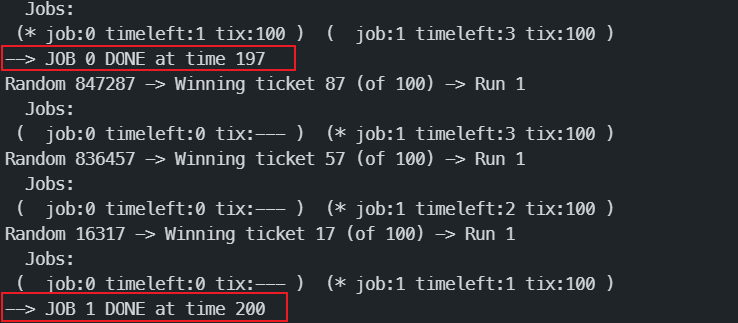 Jobs:
(* job:0 timeleft:1 tix:100 ) ( job:1 timeleft:3 tix:100 )
--> JOB 0 DONE at time 197
Random 847287 -> Winning ticket 87 (of 100) -> Run 1
Jobs:
( job:0 timeleft:0 tix:--- ) (* job:1 timeleft:3 tix:100 )
Random 836457 -> Winning ticket 57 (of 100) -> Run 1
Jobs:
( job:0 timeleft:0 tix:--- ) (* job:1 timeleft:2 tix:100 )
Random 16317 -> Winning ticket 17 (of 100) -> Run 1
Jobs:
( job:0 timeleft:0 tix:--- ) (* job:1 timeleft:1 tix:100 )
--> JOB 1 DONE at time 200